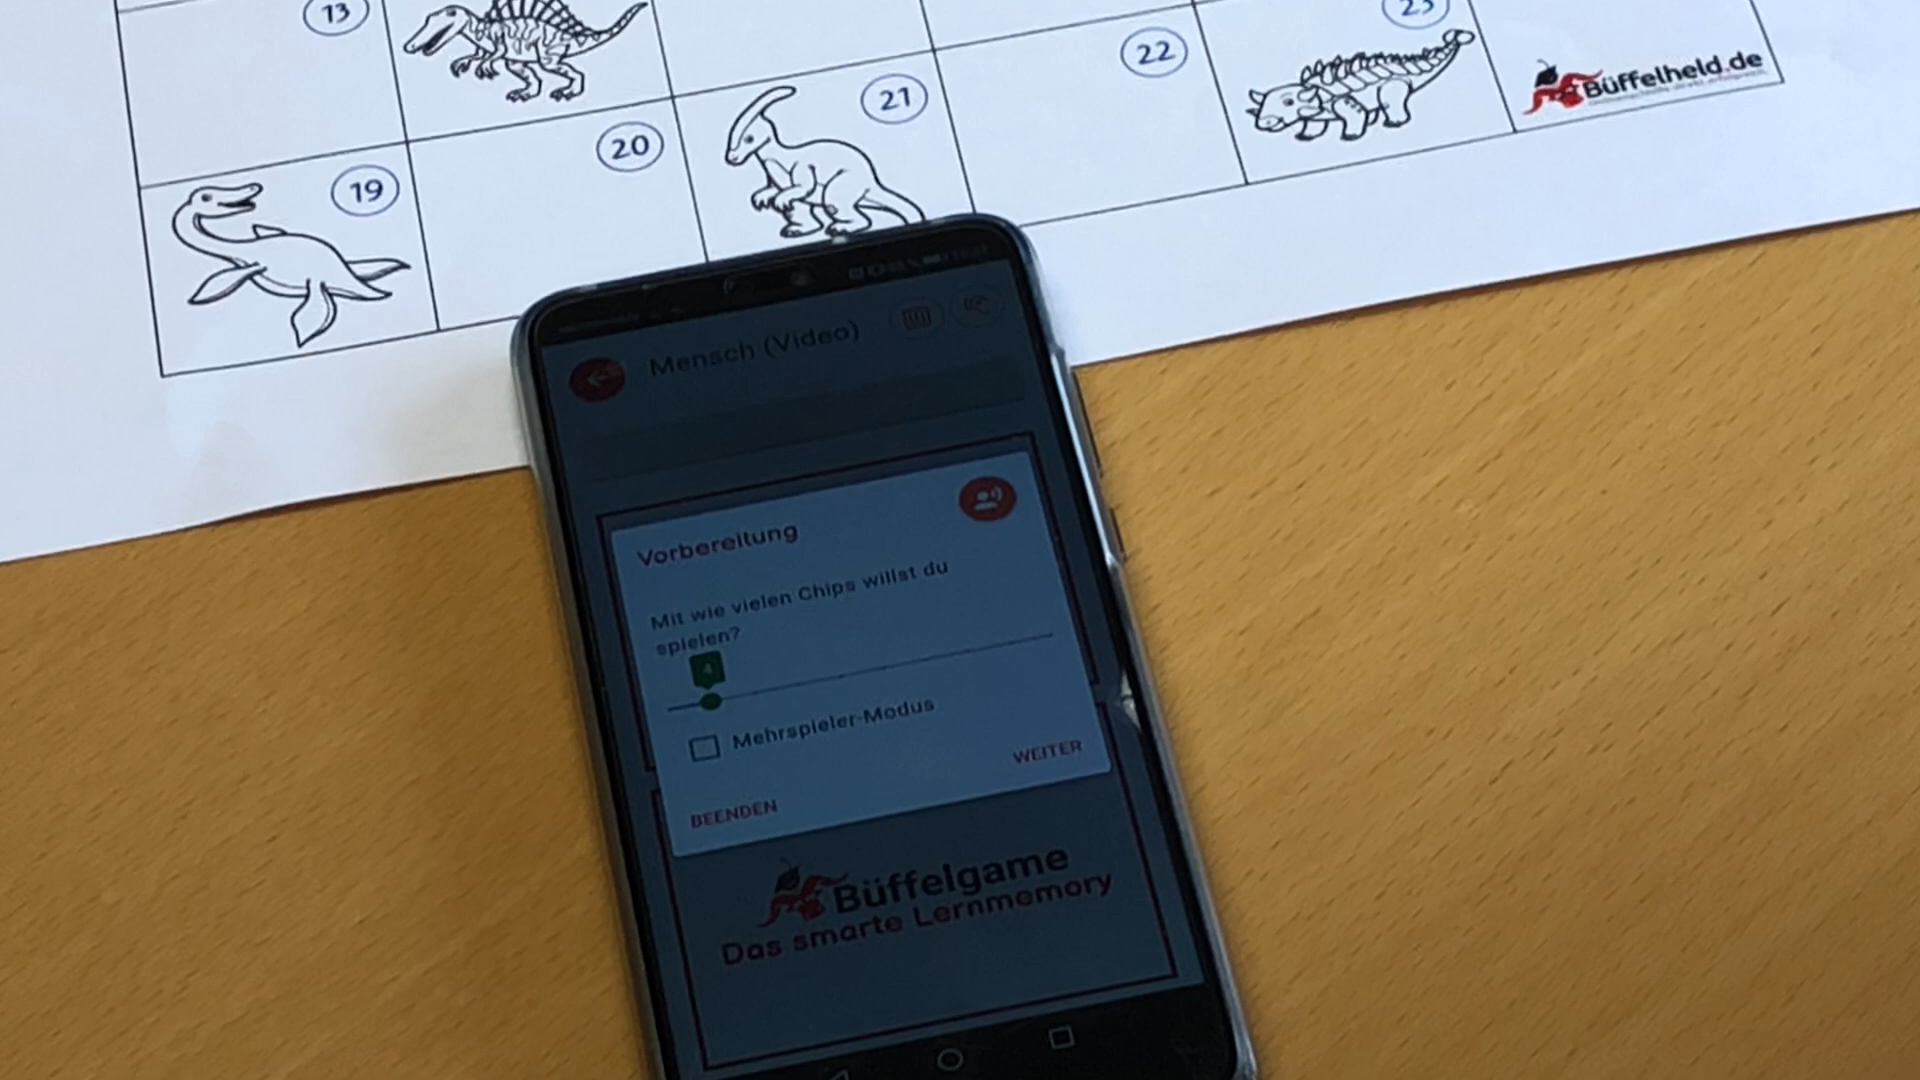 13
23
22
Büffelheld.de
21
20
19
Mensch (Video)
Vorbereitung
Mit wie vielen Chips willst du
spielen?
4
Mehrspieler-Modus
WEITER
BEENDEN
Büffelgame
Das smarte Lernmemory